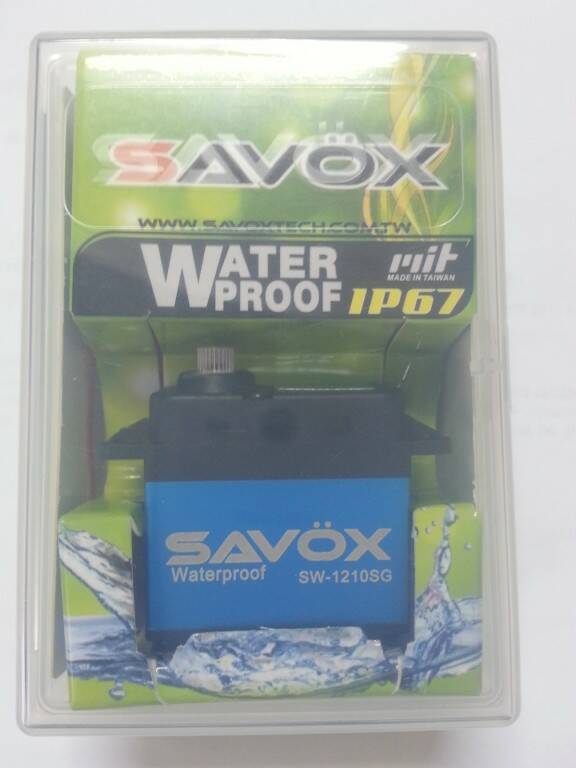 SAVÖX
WWW.SAVOXTECH.COM.TW
WATER PROOF
mit
MADE IN TAIWAN
IP67
SAVÖX
Waterproof SW-1210SG